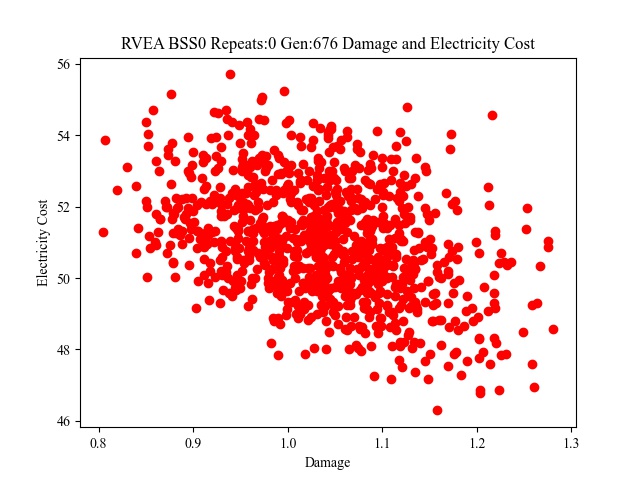 RVEA BSS0 Repeats:0 Gen:676 Damage and Electricity Cost
56
54
52
50
48
46
Electricity Cost
0.8 0.9 1.0 1.1 1.2 1.3
Damage